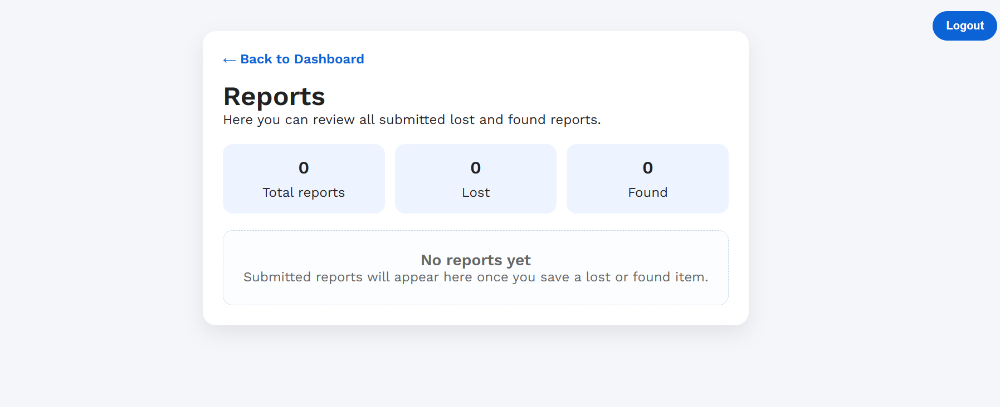 Logout
← Back to Dashboard
Reports
Here you can review all submitted lost and found reports.
0
Total reports
0
Lost
0
Found
No reports yet
Submitted reports will appear here once you save a lost or found item.